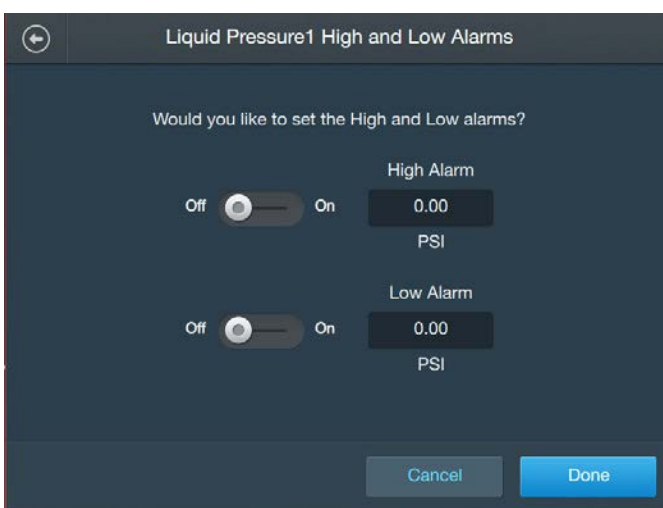 Liquid Pressure1 High and Low Alarms
Would you like to set the High and Low alarms?
High Alarm
Off On 0.00
PSI
Low Alarm
Off On 0.00
PSI
Cancel Done